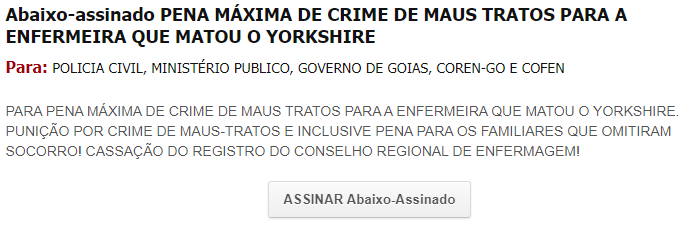 Abaixo-assinado PENA MÁXIMA DE CRIME DE MAUS TRATOS PARA A
ENFERMEIRA QUE MATOU O YORKSHIRE
Para: POLICIA CIVIL, MINISTÉRIO PUBLICO, GOVERNO DE GOIAS, COREN-GO E COFEN
PARA PENA MÁXIMA DE CRIME DE MAUS TRATOS PARA A ENFERMEIRA QUE MATOU O YORKSHIRE.
PUNIÇÃO POR CRIME DE MAUS-TRATOS E INCLUSIVE PENA PARA OS FAMILIARES QUE OMITIRAM
SOCORRO! CASSAÇÃO DO REGISTRO DO CONSELHO REGIONAL DE ENFERMAGEM!
ASSINAR Abaixo-Assinado